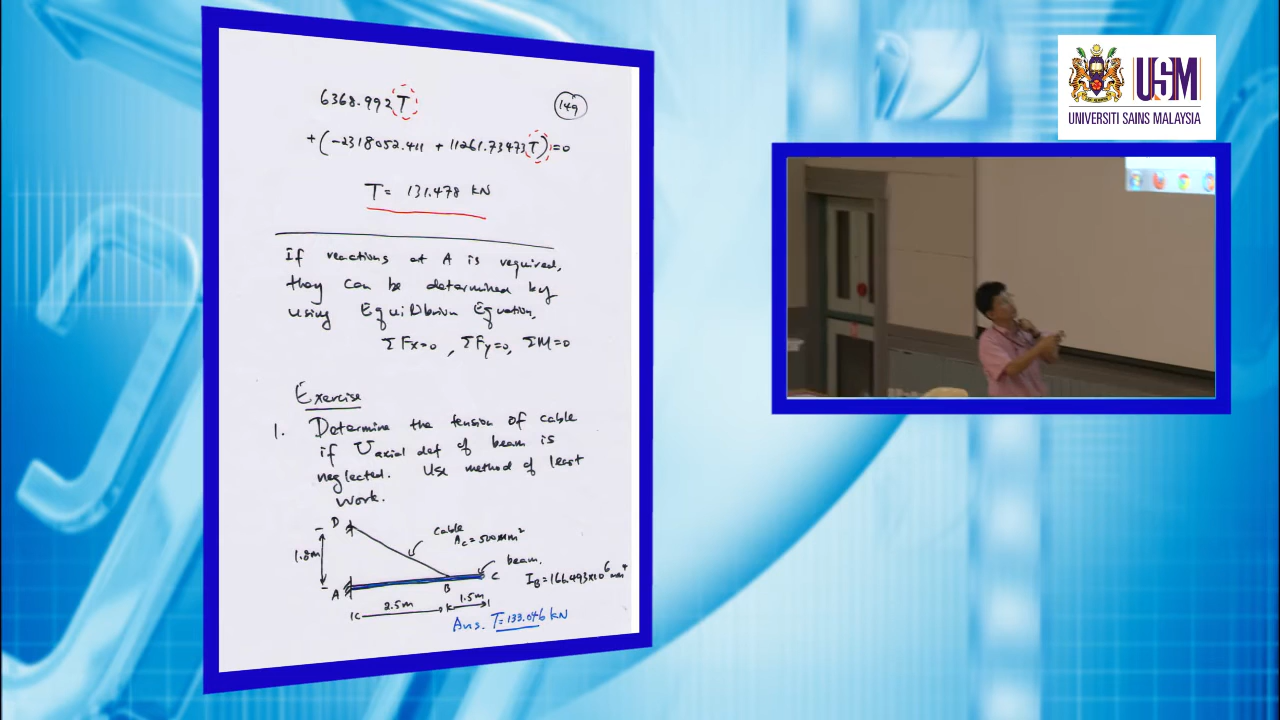 6368.992 T
149
+(-2318052.411 + 11261.73473T)=0
T= 131.478 KN
If reactions at A is required,
they can be determined by
using Equilibrium Equation,
ΣFx=0, ΣFy=0, ΣM=0
Exercise
1. Determine the tension of cable
if Uaxial def of beam is
neglected. Use method of least
work.
D
cable
Ac=500mm²
1.8m
beam.
A
B
C
IB=166.493x10⁶ mm⁴
2.5m
1.5m
Ans. T=133.046 kN
USM
UNIVERSITI SAINS MALAYSIA